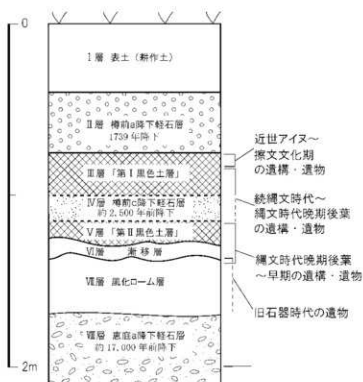 0
Ⅰ層 表土(耕作土)
Ⅱ層 樽前a降下軽石層
1739年降下
Ⅲ層「第Ⅰ黒色土層」
Ⅳ層 樽前c降下軽石層
約2,500年前降下
Ⅴ層「第Ⅱ黒色土層」
Ⅵ層 漸移層
Ⅶ層 風化ローム層
Ⅷ層 恵庭a降下軽石層
約17,000年前降下
2m
近世アイヌ~
擦文文化期
の遺構・遺物
続縄文時代~
縄文時代晩期後葉
の遺構・遺物
縄文時代晩期後葉
~早期の遺構・遺物
旧石器時代の遺物